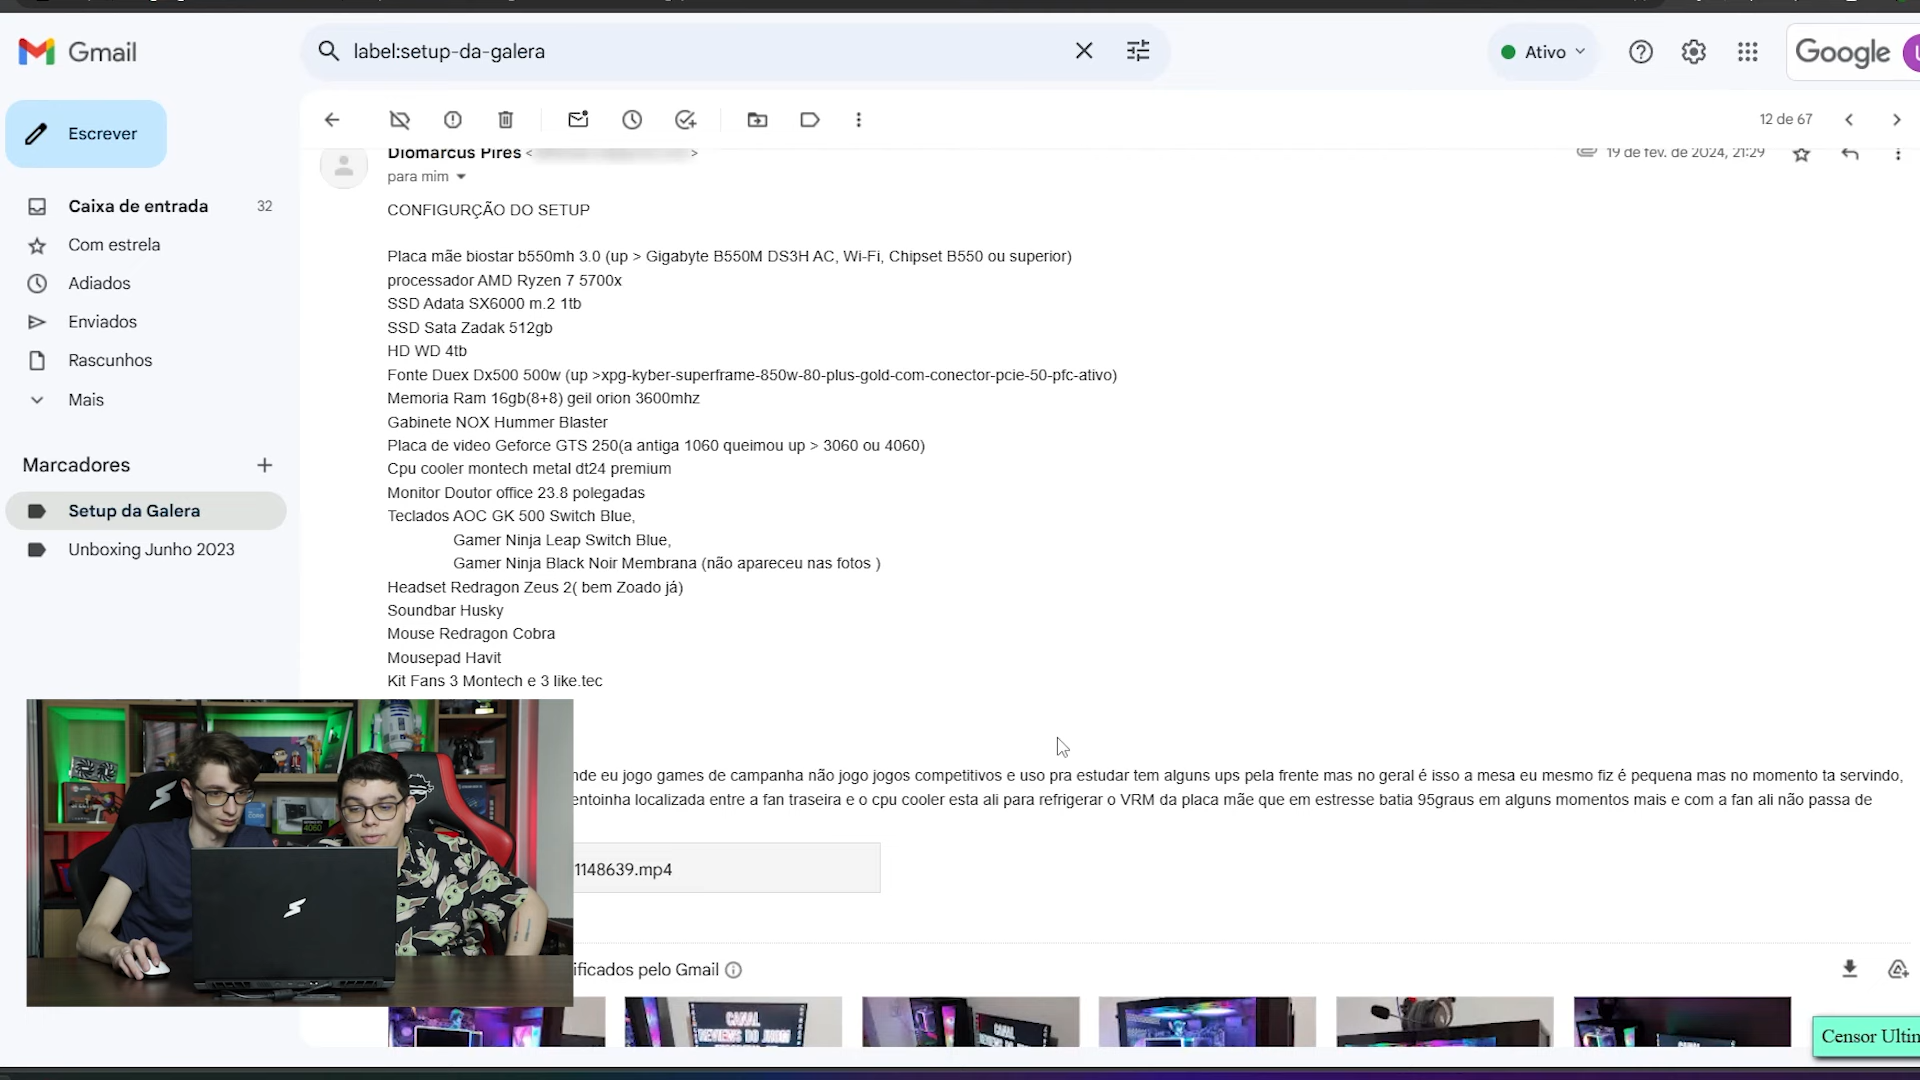 Gmail
label:setup-da-galera
Ativo
Google
Escrever
12 de 67
Diomarcus Pires < >
19 de fev. de 2024, 21:29
para mim
Caixa de entrada 32
Com estrela
Adiados
Enviados
Rascunhos
Mais
Marcadores
Setup da Galera
Unboxing Junho 2023
CONFIGURÇÃO DO SETUP
Placa mãe biostar b550mh 3.0 (up > Gigabyte B550M DS3H AC, Wi-Fi, Chipset B550 ou superior)
processador AMD Ryzen 7 5700x
SSD Adata SX6000 m.2 1tb
SSD Sata Zadak 512gb
HD WD 4tb
Fonte Duex Dx500 500w (up >xpg-kyber-superframe-850w-80-plus-gold-com-conector-pcie-50-pfc-ativo)
Memoria Ram 16gb(8+8) geil orion 3600mhz
Gabinete NOX Hummer Blaster
Placa de video Geforce GTS 250(a antiga 1060 queimou up > 3060 ou 4060)
Cpu cooler montech metal dt24 premium
Monitor Doutor office 23.8 polegadas
Teclados AOC GK 500 Switch Blue,
Gamer Ninja Leap Switch Blue,
Gamer Ninja Black Noir Membrana (não apareceu nas fotos )
Headset Redragon Zeus 2( bem Zoado já)
Soundbar Husky
Mouse Redragon Cobra
Mousepad Havit
Kit Fans 3 Montech e 3 like.tec
nde eu jogo games de campanha não jogo jogos competitivos e uso pra estudar tem alguns ups pela frente mas no geral é isso a mesa eu mesmo fiz é pequena mas no momento ta servindo,
entoinha localizada entre a fan traseira e o cpu cooler esta ali para refrigerar o VRM da placa mãe que em estresse batia 95graus em alguns momentos mais e com a fan ali não passa de
1148639.mp4
ificados pelo Gmail
CANAL
REVIEWS DO JHON
CANAL
Censor Ultin